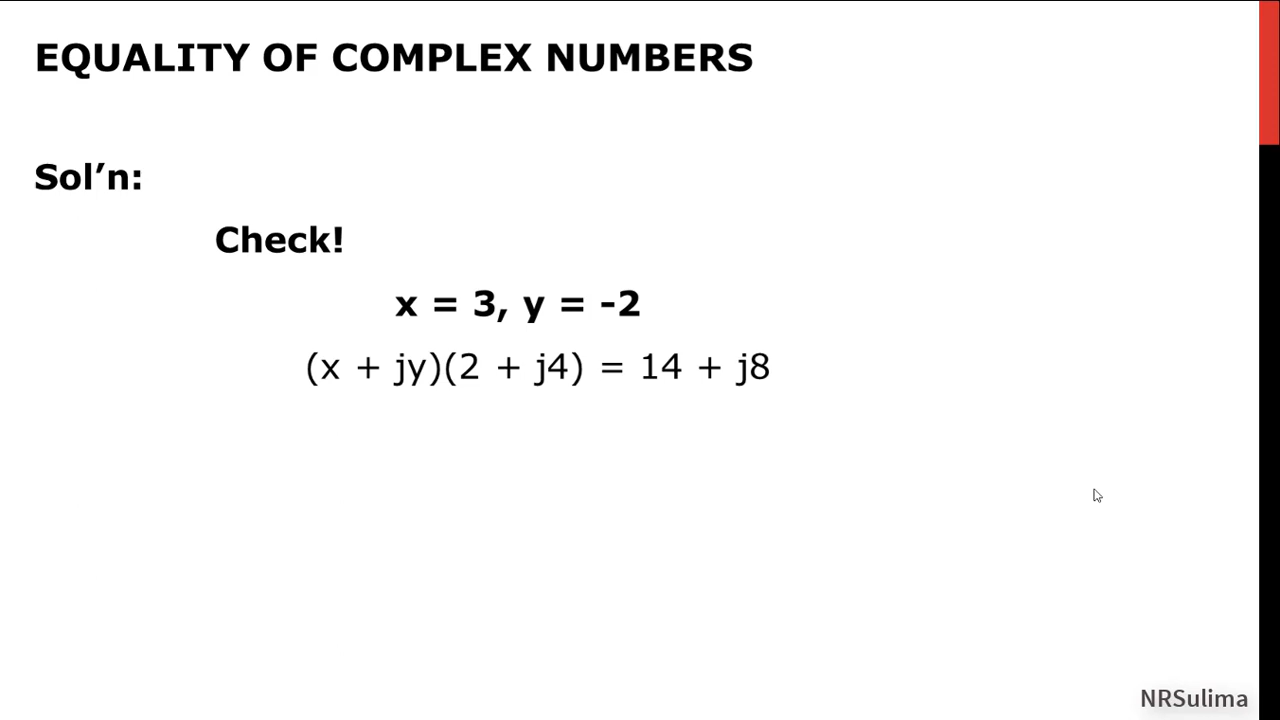 EQUALITY OF COMPLEX NUMBERS
Sol’n:
Check!
x = 3, y = -2
(x + jy)(2 + j4) = 14 + j8
NRSulima